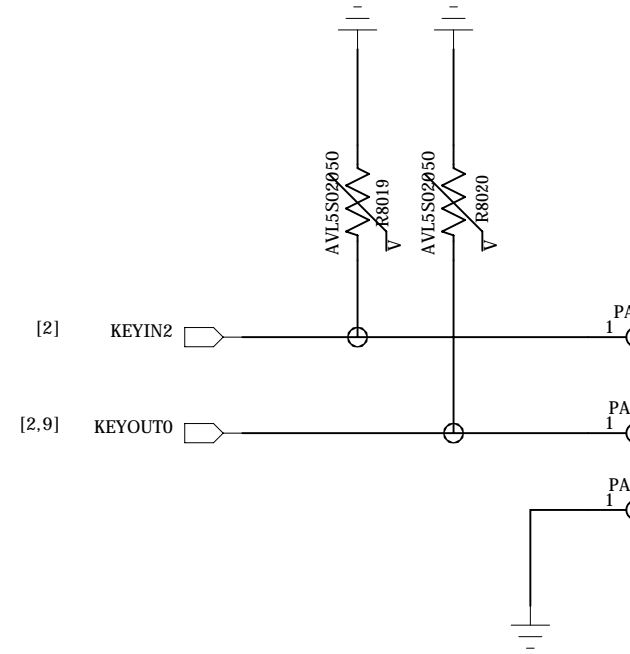 AVL5S02050
R8019
V
AVL5S02050
R8020
V
[2] KEYIN2
PA
1
[2,9] KEYOUT0
PA
1
PA
1